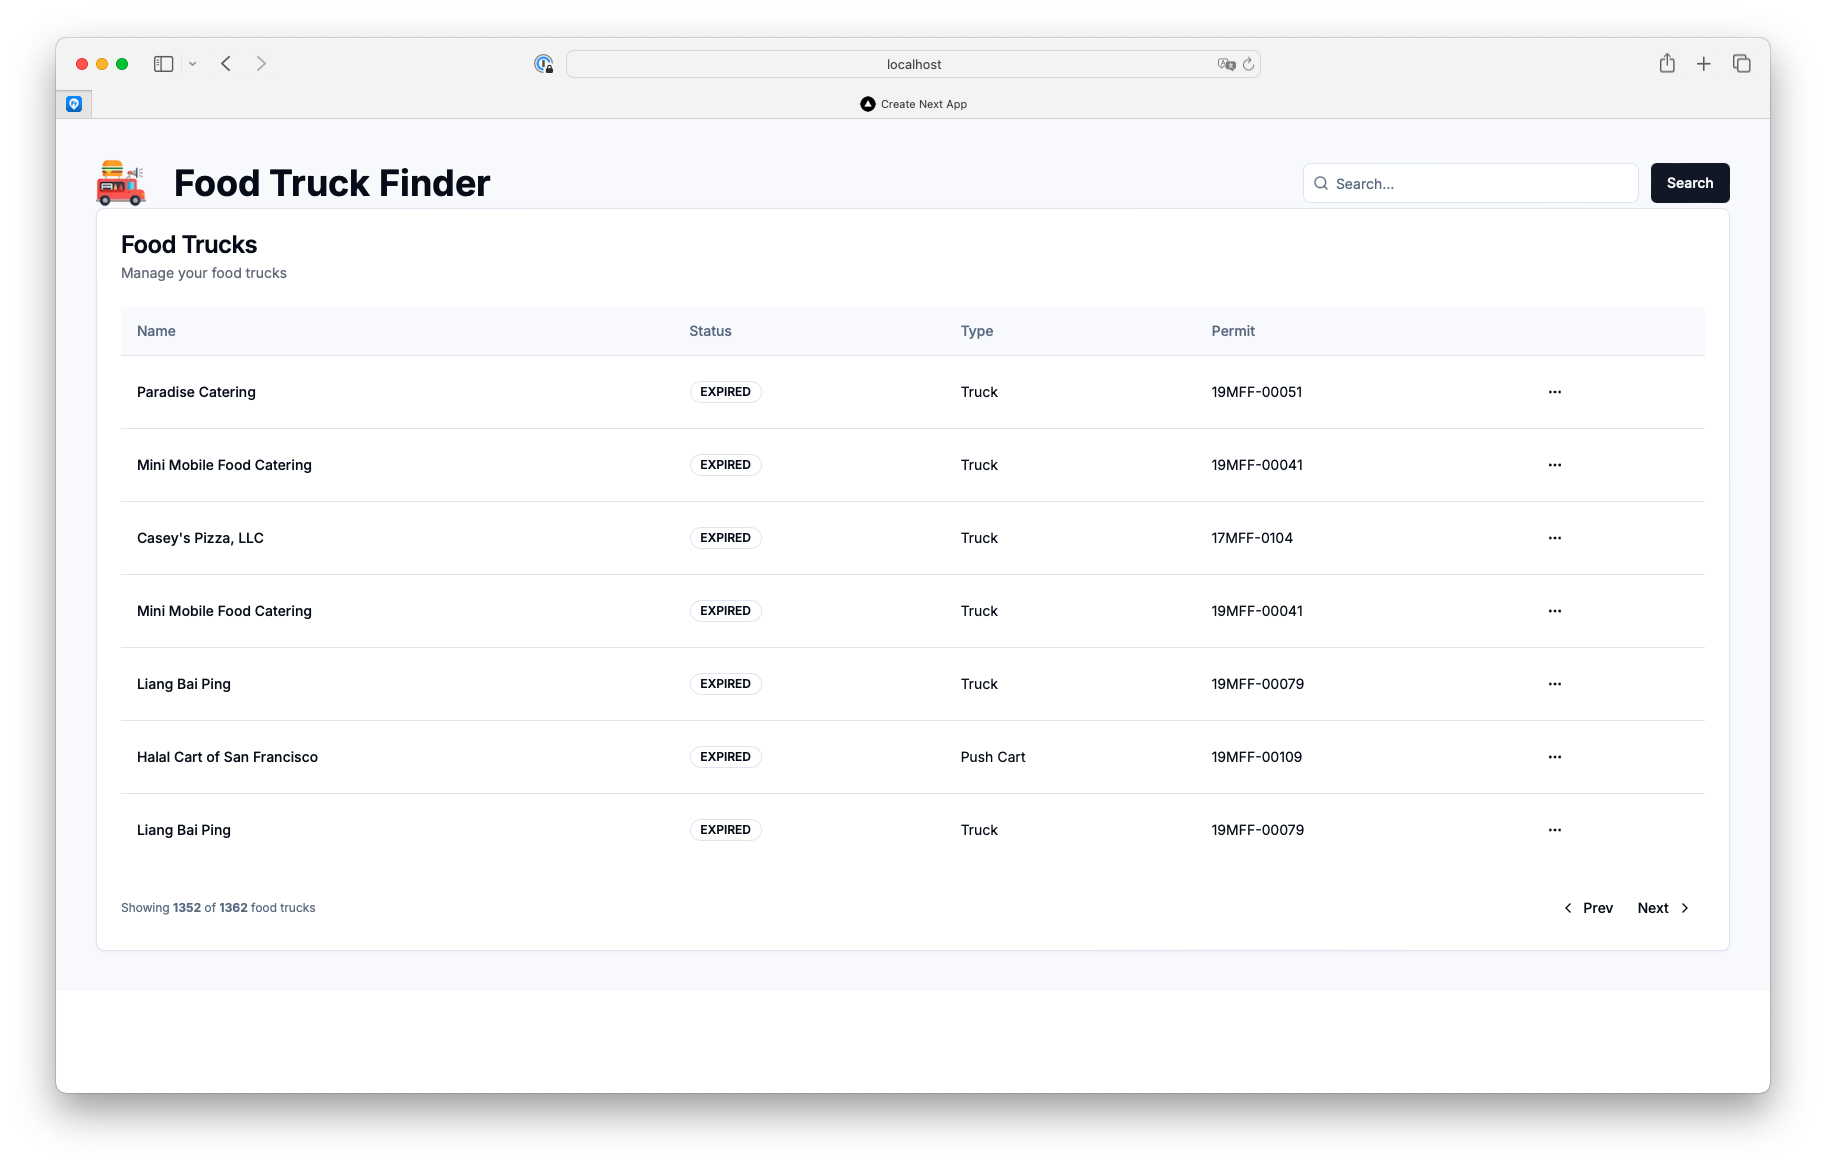 localhost
Create Next App
Food Truck Finder
Search...
Search
Food Trucks
Manage your food trucks
Name Status Type Permit
Paradise Catering EXPIRED Truck 19MFF-00051
Mini Mobile Food Catering EXPIRED Truck 19MFF-00041
Casey's Pizza, LLC EXPIRED Truck 17MFF-0104
Mini Mobile Food Catering EXPIRED Truck 19MFF-00041
Liang Bai Ping EXPIRED Truck 19MFF-00079
Halal Cart of San Francisco EXPIRED Push Cart 19MFF-00109
Liang Bai Ping EXPIRED Truck 19MFF-00079
Showing 1352 of 1362 food trucks
Prev Next